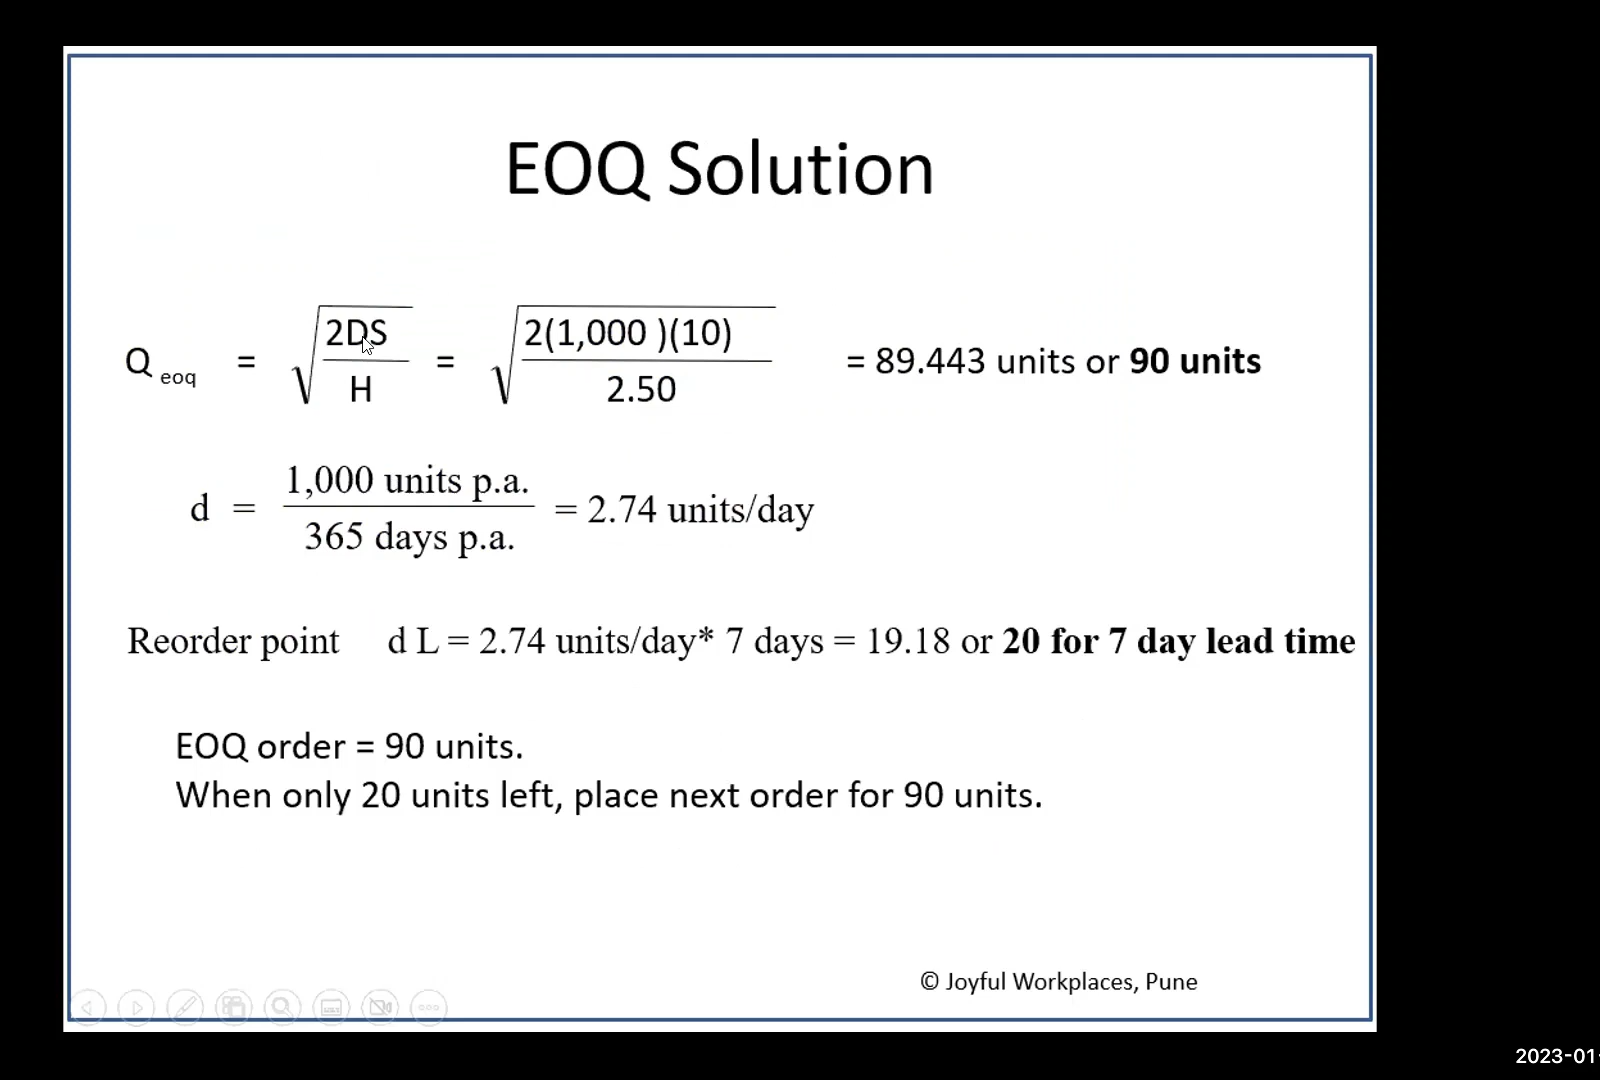 EOQ Solution
Q eoq = √ 2DS / H = √ 2(1,000 )(10) / 2.50 = 89.443 units or 90 units
d = 1,000 units p.a. / 365 days p.a. = 2.74 units/day
Reorder point d L = 2.74 units/day* 7 days = 19.18 or 20 for 7 day lead time
EOQ order = 90 units.
When only 20 units left, place next order for 90 units.
© Joyful Workplaces, Pune
2023-01-